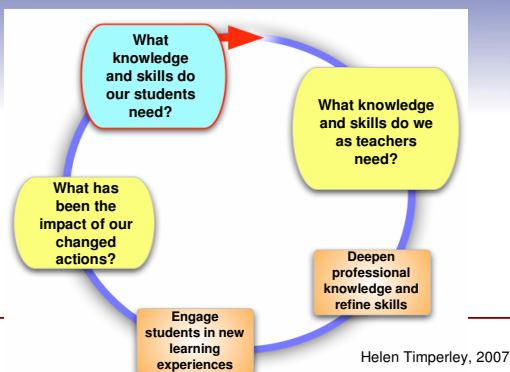 What
knowledge
and skills do
our students
need?
What knowledge
and skills do we
as teachers
need?
Deepen
professional
knowledge and
refine skills
Engage
students in new
learning
experiences
What has
been the
impact of our
changed
actions?
Helen Timperley, 2007